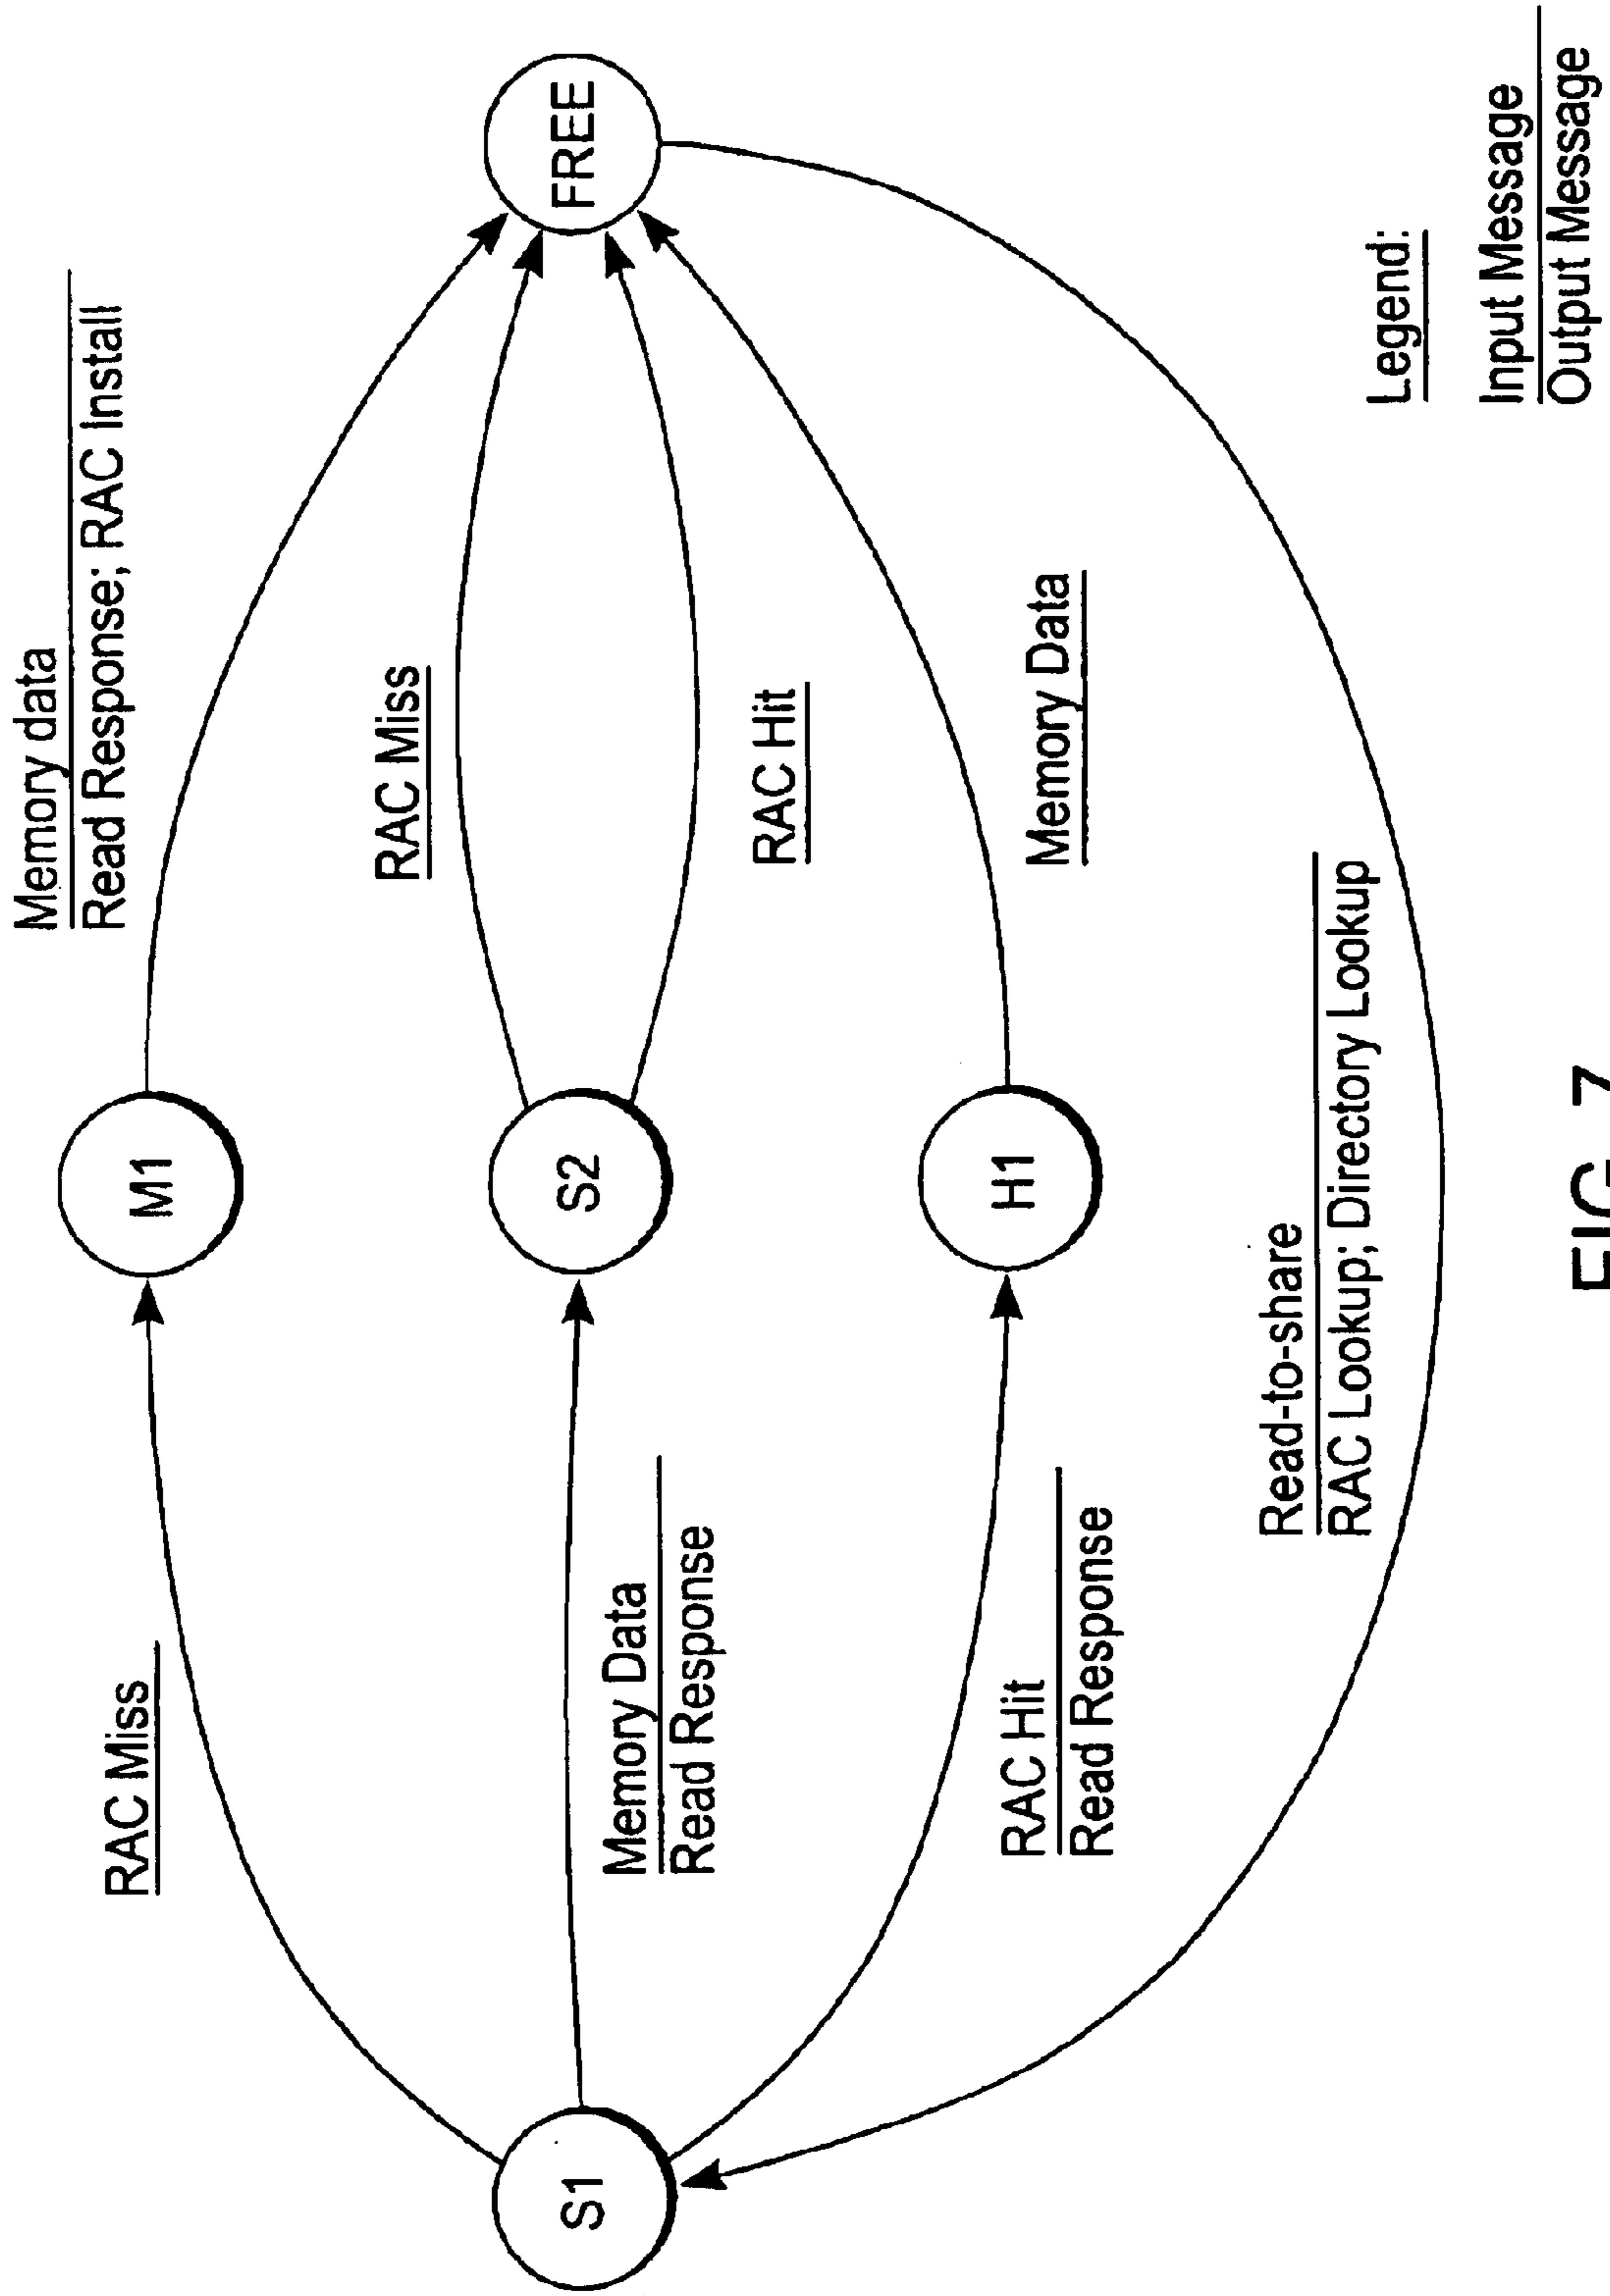 Memory data
Read Response; RAC Install
RAC Miss
M1
RAC Miss
Memory Data
Read Response
S1
S2
FREE
RAC Hit
RAC Hit
Read Response
H1
Memory Data
Read-to-share
RAC Lookup; Directory Lookup
Legend:
Input Message
Output Message
FIG. 7